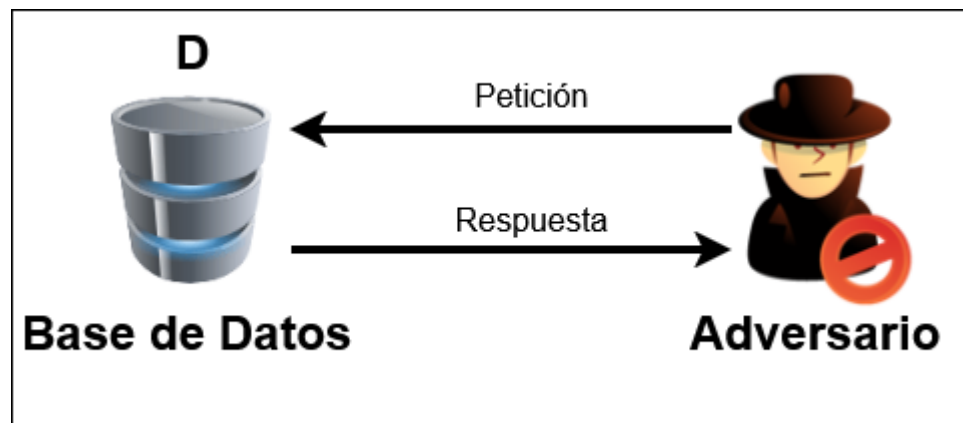 D
Petición
Respuesta
Base de Datos
Adversario